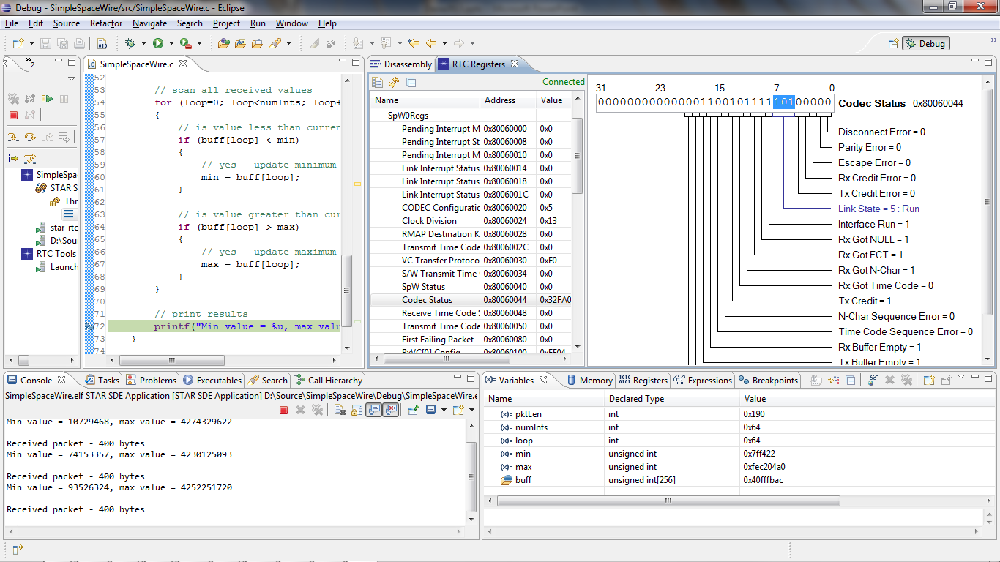 Debug - SimpleSpaceWire/src/SimpleSpaceWire.c - Eclipse
File Edit Source Refactor Navigate Search Project Run Window Help
Debug
2
SimpleSpac
STAR S
Thr
star-rtc
D:\Sour
RTC Tools
Launch
SimpleSpaceWire.c
52
53 // scan all received values
54 for (loop=0; loop<numInts; loop+
55 {
56 // is value less than curren
57 if (buff[loop] < min)
58 {
59 // yes - update minimum
60 min = buff[loop];
61 }
62
63 // is value greater than cur
64 if (buff[loop] > max)
65 {
66 // yes - update maximum
67 max = buff[loop];
68 }
69 }
70
71 // print results
72 printf("Min value = %u, max valu
73 }
74
Disassembly RTC Registers
Connected
Name Address Value
SpW0Regs
Pending Interrupt M 0x80060000 0x0
Pending Interrupt St 0x80060008 0x0
Pending Interrupt M 0x80060010 0x0
Link Interrupt Status 0x80060014 0x0
Link Interrupt Status 0x80060018 0x0
Link Interrupt Status 0x8006001C 0x0
CODEC Configuratio 0x80060020 0x5
Clock Division 0x80060024 0x13
RMAP Destination K 0x80060028 0x0
Transmit Time Code 0x8006002C 0x0
VC Transfer Protoco 0x80060030 0xF0
S/W Transmit Time 0x80060034 0x0
SpW Status 0x80060040 0x0
Codec Status 0x80060044 0x32FA0
Receive Time Code S 0x80060048 0x0
Transmit Time Code 0x80060050 0x0
First Failing Packet 0x80060080 0x0
RxVC[0] Config 0x80060100 0xFF04
31 23 15 7 0
00000000000000110010111110100000 Codec Status 0x80060044
Disconnect Error = 0
Parity Error = 0
Escape Error = 0
Rx Credit Error = 0
Tx Credit Error = 0
Link State = 5 : Run
Interface Run = 1
Rx Got NULL = 1
Rx Got FCT = 1
Rx Got N-Char = 1
Rx Got Time Code = 0
Tx Credit = 1
N-Char Sequence Error = 0
Time Code Sequence Error = 0
Rx Buffer Empty = 1
Tx Buffer Empty = 1
Console Tasks Problems Executables Search Call Hierarchy
SimpleSpaceWire.elf STAR SDE Application [STAR SDE Application] D:\Source\SimpleSpaceWire\Debug\SimpleSpaceWire.e
Min value = 10729468, max value = 4274329622
Received packet - 400 bytes
Min value = 74153357, max value = 4230125093
Received packet - 400 bytes
Min value = 93526324, max value = 4252251720
Received packet - 400 bytes
Variables Memory Registers Expressions Breakpoints
Name Declared Type Value
pktLen int 0x190
numInts int 0x64
loop int 0x64
min unsigned int 0x7ff422
max unsigned int 0xfec204a0
buff unsigned int[256] 0x40fffbac